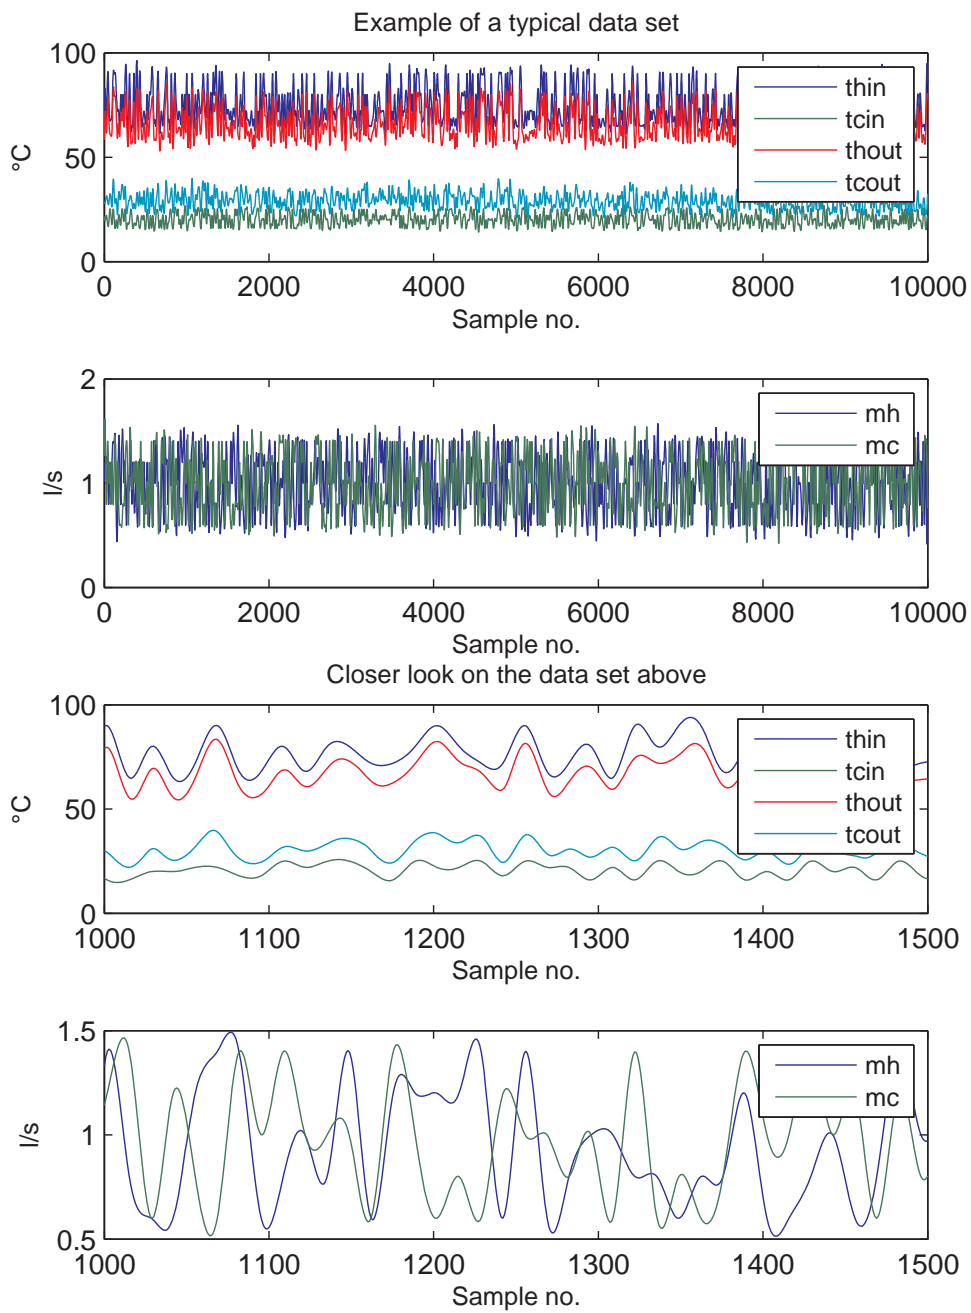 Example of a typical data set
100
50
0
°C
thin
tcin
thout
tcout
0 2000 4000 6000 8000 10000
Sample no.
2
1
0
l/s
mh
mc
0 2000 4000 6000 8000 10000
Sample no.
Closer look on the data set above
100
50
0
°C
thin
tcin
thout
tcout
1000 1100 1200 1300 1400 1500
Sample no.
1.5
1
0.5
l/s
mh
mc
1000 1100 1200 1300 1400 1500
Sample no.